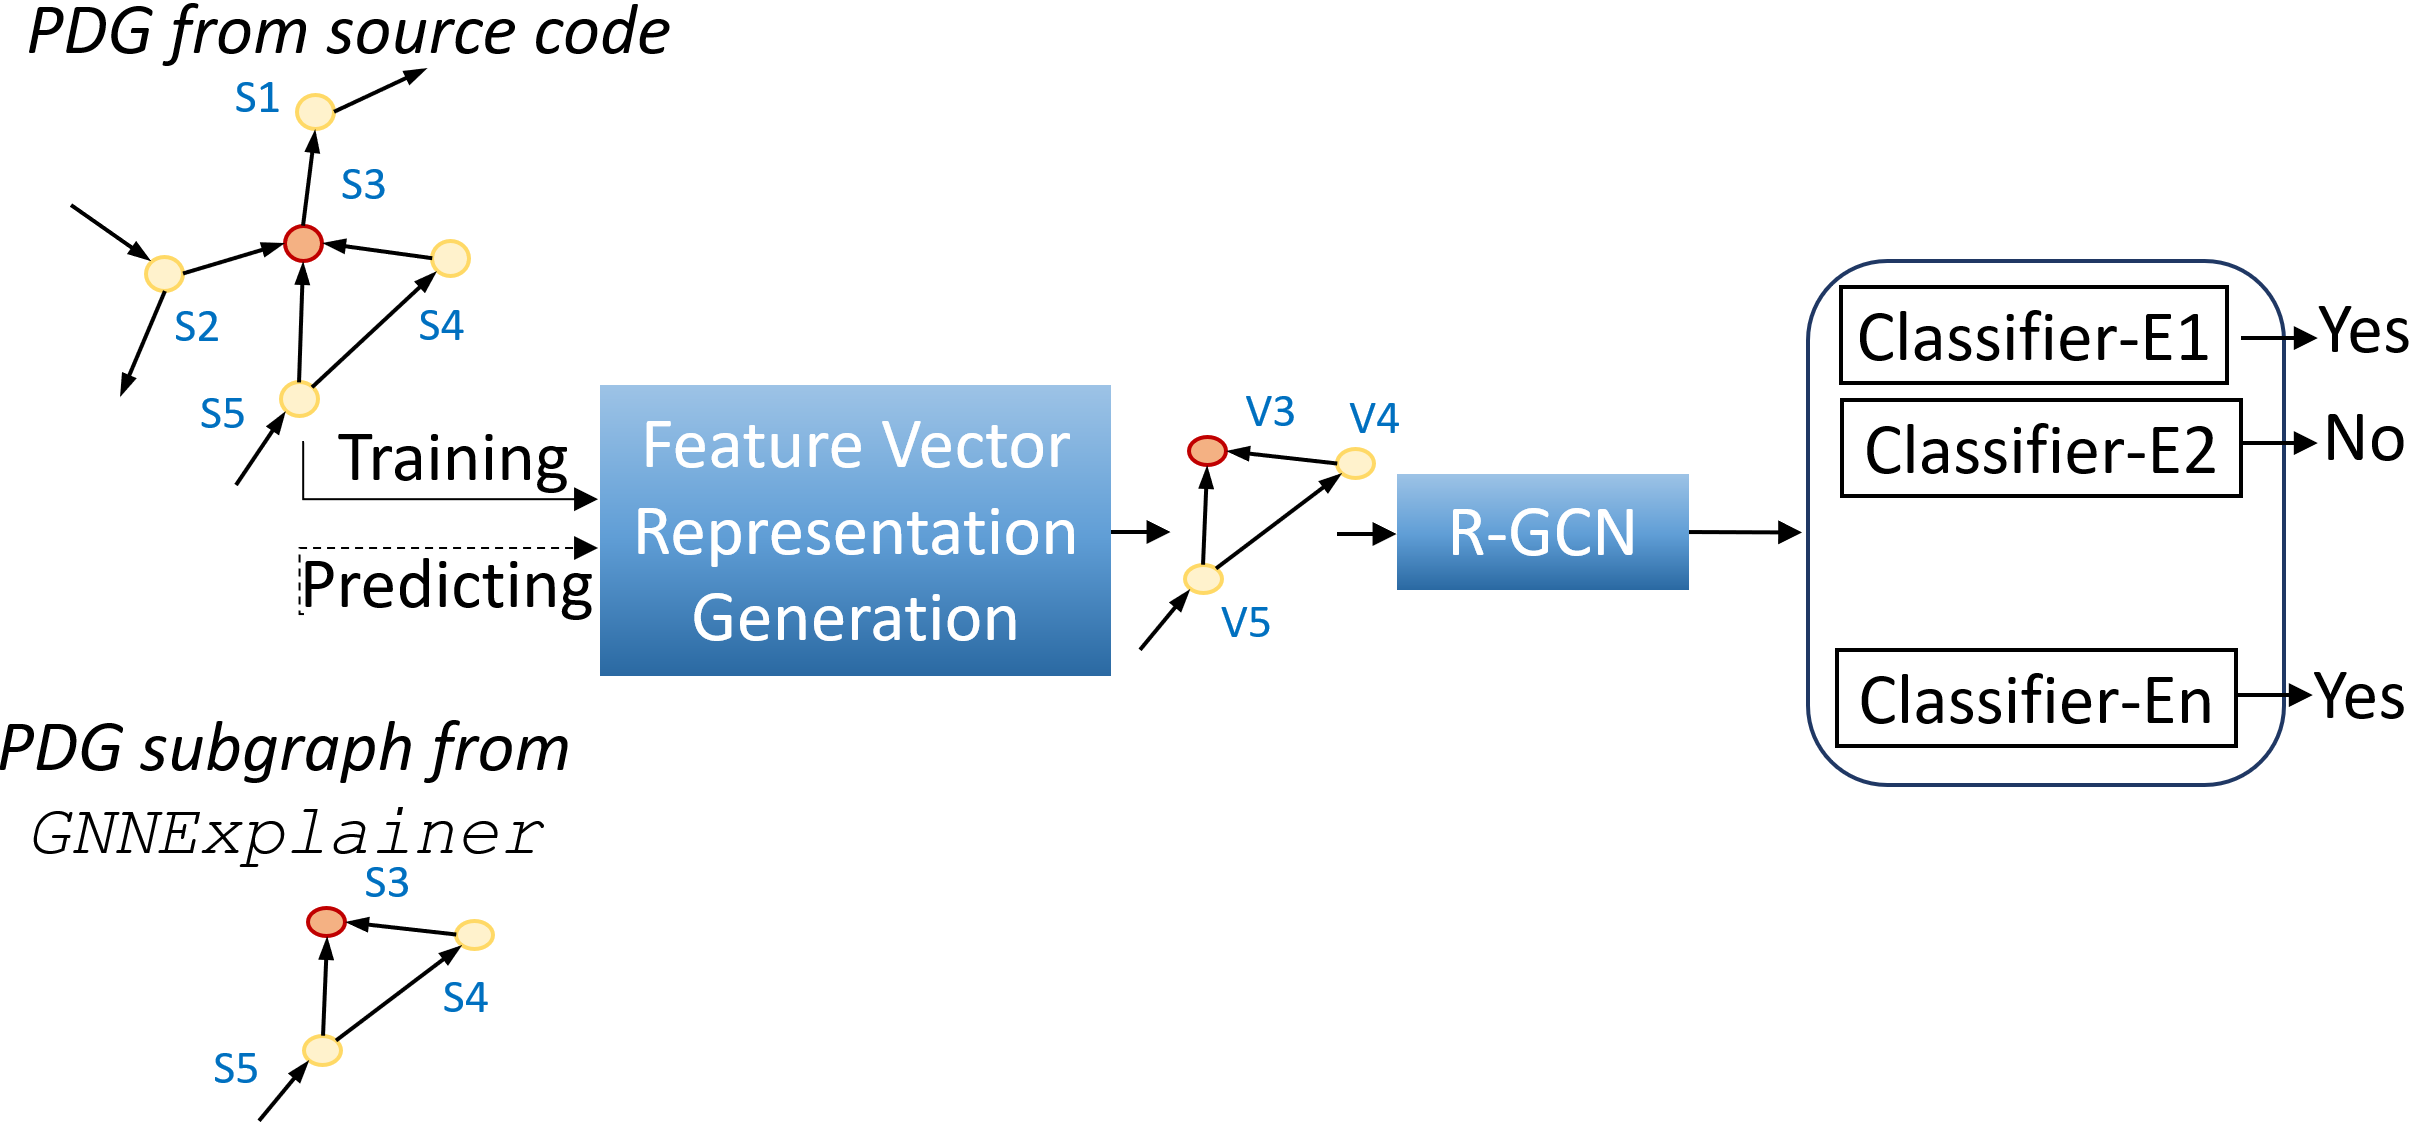 PDG from source code
S1
S3
S2
S4
S5
Training
Predicting
Feature Vector
Representation
Generation
V3
V4
V5
R-GCN
Classifier-E1
Yes
Classifier-E2
No
Classifier-En
Yes
PDG subgraph from
GNNExplainer
S3
S4
S5